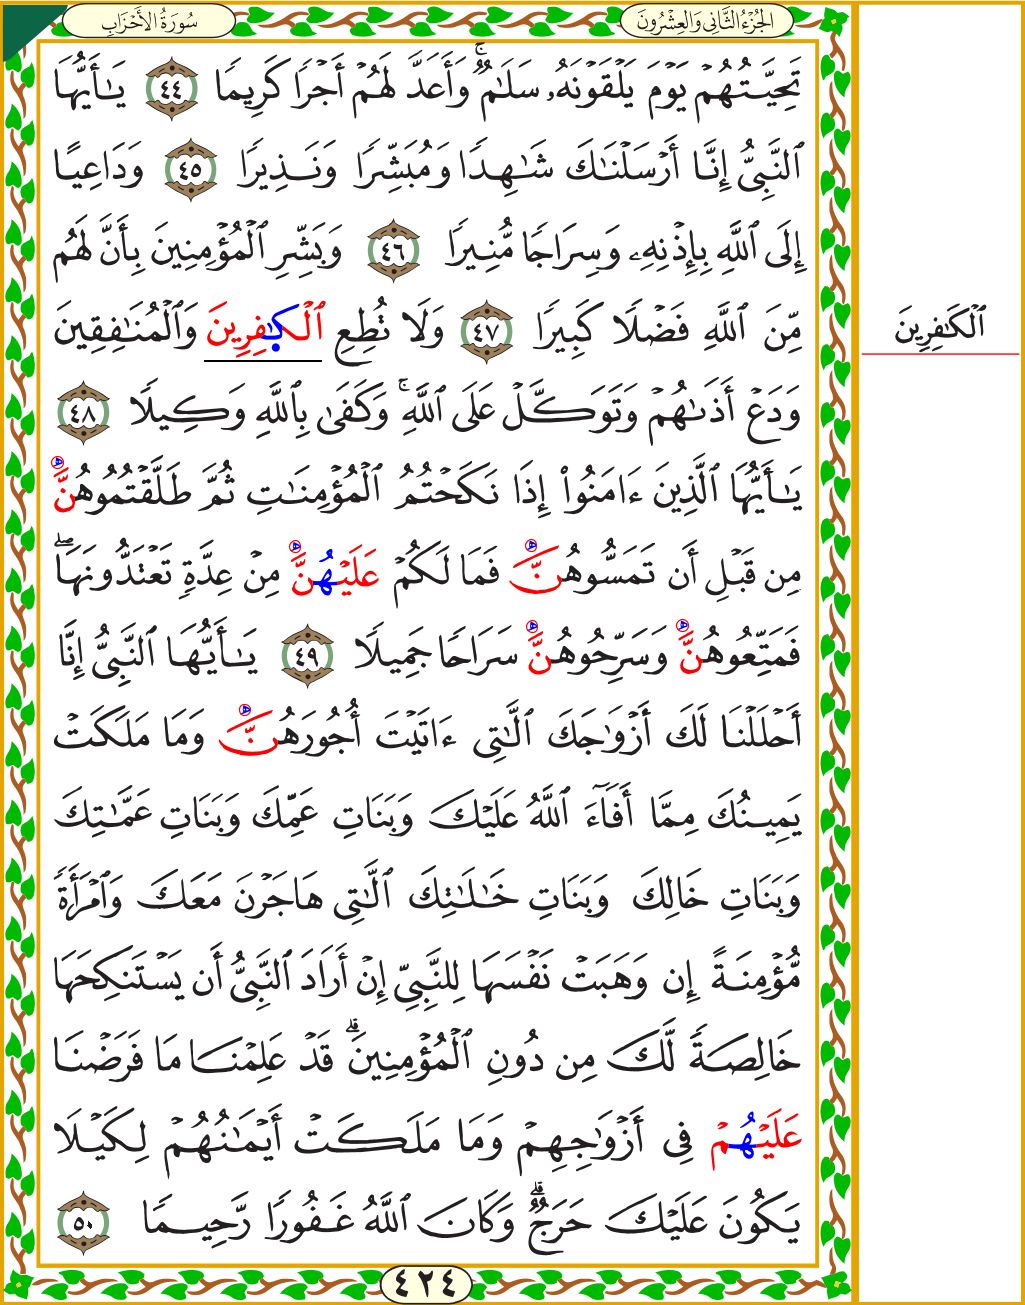 الجُزْءُ الثَّانِي وَالعِشْرُونَ
سُورَةُ الأَحْزَابِ
تَحِيَّتُهُمْ يَوْمَ يَلْقَوْنَهُۥ سَلَٰمٌۚ وَأَعَدَّ لَهُمْ أَجْرًا كَرِيمًا ٤٤ يَٰٓأَيُّهَا
ٱلنَّبِىُّ إِنَّآ أَرْسَلْنَٰكَ شَٰهِدًا وَمُبَشِّرًا وَنَذِيرًا ٤٥ وَدَاعِيًا
إِلَى ٱللَّهِ بِإِذْنِهِۦ وَسِرَاجًا مُّنِيرًا ٤٦ وَبَشِّرِ ٱلْمُؤْمِنِينَ بِأَنَّ لَهُم
مِّنَ ٱللَّهِ فَضْلًا كَبِيرًا ٤٧ وَلَا تُطِعِ ٱلْكَٰفِرِينَ وَٱلْمُنَٰفِقِينَ
ٱلْكَٰفِرِينَ
وَدَعْ أَذَىٰهُمْ وَتَوَكَّلْ عَلَى ٱللَّهِۚ وَكَفَىٰ بِٱللَّهِ وَكِيلًا ٤٨
يَٰٓأَيُّهَا ٱلَّذِينَ ءَامَنُوٓا۟ إِذَا نَكَحْتُمُ ٱلْمُؤْمِنَٰتِ ثُمَّ طَلَّقْتُمُوهُنَّ
مِن قَبْلِ أَن تَمَسُّوهُنَّ فَمَا لَكُمْ عَلَيْهُنَّ مِنْ عِدَّةٍ تَعْتَدُّونَهَاۖ
فَمَتِّعُوهُنَّ وَسَرِّحُوهُنَّ سَرَاحًا جَمِيلًا ٤٩ يَٰٓأَيُّهَا ٱلنَّبِىُّ إِنَّآ
أَحْلَلْنَا لَكَ أَزْوَٰجَكَ ٱلَّٰتِىٓ ءَاتَيْتَ أُجُورَهُنَّ وَمَا مَلَكَتْ
يَمِينُكَ مِمَّآ أَفَآءَ ٱللَّهُ عَلَيْكَ وَبَنَاتِ عَمِّكَ وَبَنَاتِ عَمَّٰتِكَ
وَبَنَاتِ خَالِكَ وَبَنَاتِ خَٰلَٰتِكَ ٱلَّٰتِى هَاجَرْنَ مَعَكَ وَٱمْرَأَةً
مُّؤْمِنَةً إِن وَهَبَتْ نَفْسَهَا لِلنَّبِىِّ إِنْ أَرَادَ ٱلنَّبِىُّ أَن يَسْتَنكِحَهَا
خَالِصَةً لَّكَ مِن دُونِ ٱلْمُؤْمِنِينَۗ قَدْ عَلِمْنَا مَا فَرَضْنَا
عَلَيْهُمْ فِىٓ أَزْوَٰجِهِمْ وَمَا مَلَكَتْ أَيْمَٰنُهُمْ لِكَيْلَا
يَكُونَ عَلَيْكَ حَرَجٌۗ وَكَانَ ٱللَّهُ غَفُورًا رَّحِيمًا ٥٠
٤٢٤